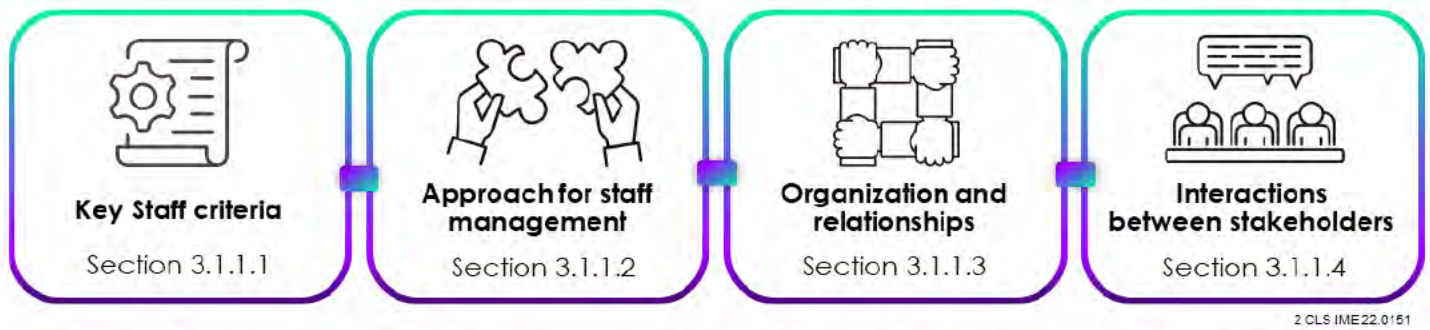 Key Staff criteria
Section 3.1.1.1
Approach for staff
management
Section 3.1.1.2
Organization and
relationships
Section 3.1.1.3
Interactions
between stakeholders
Section 3.1.1.4
2 CLS IME22.0151